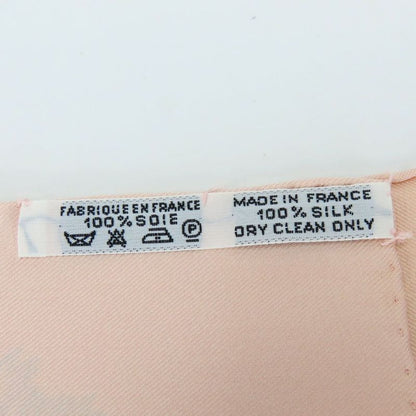 FABRIQUE EN FRANCE
100% SOIE
P
MADE IN FRANCE
100% SILK
DRY CLEAN ONLY